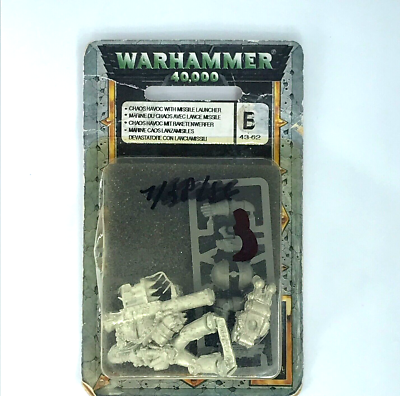 WARHAMMER
40,000
• CHAOS HAVOC WITH MISSILE LAUNCHER
• MARINE DU CHAOS AVEC LANCE MISSILE
• CHAOS HAVOC MIT RAKETENWERFER
• MARINE CAOS LANZAMISILES
DEVASTATORE CON LANCIAMISSILI
E
43-62